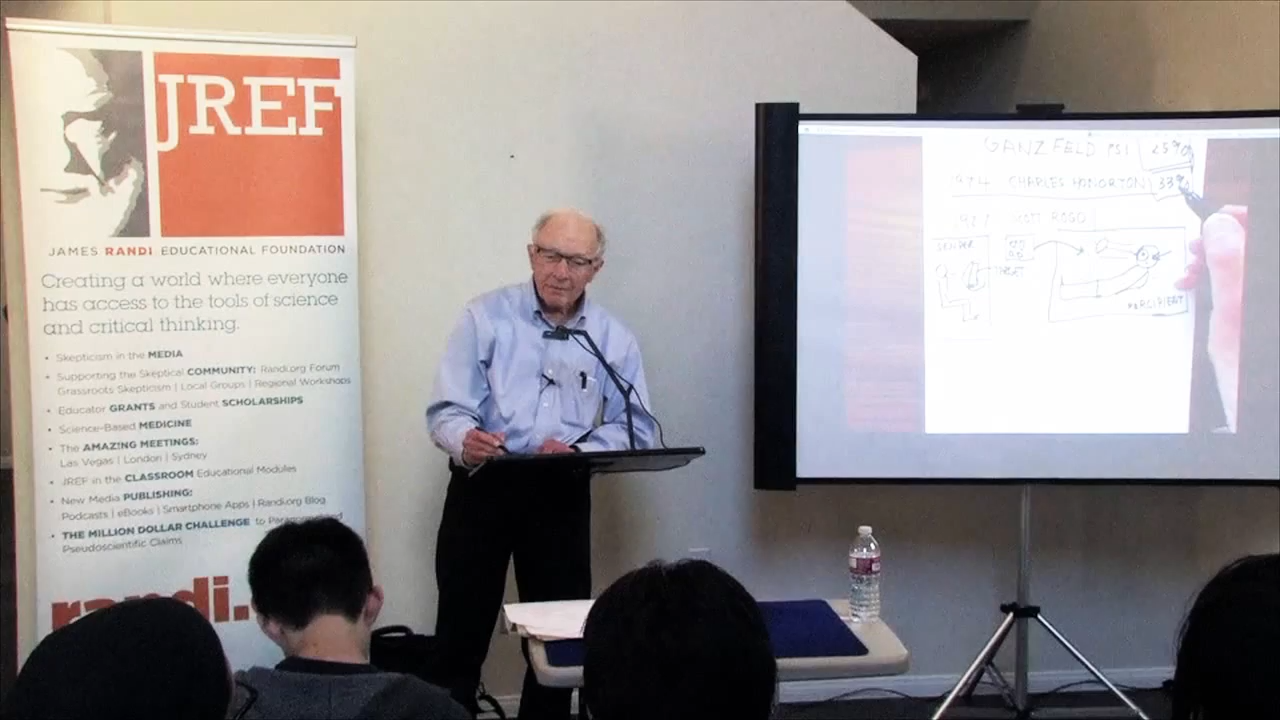 JREF
JAMES RANDI EDUCATIONAL FOUNDATION
Creating a world where everyone
has access to the tools of science
and critical thinking.
• Skepticism in the MEDIA
• Supporting the Skeptical COMMUNITY: Randi.org Forum
Grassroots Skepticism | Local Groups | Regional Workshops
• Educator GRANTS and Student SCHOLARSHIPS
• Science-Based MEDICINE
• The AMAZ!NG MEETINGS:
Las Vegas | London | Sydney
• JREF in the CLASSROOM Educational Modules
• New Media PUBLISHING:
Podcasts | eBooks | Smartphone Apps | Randi.org Blog
• THE MILLION DOLLAR CHALLENGE to
Pseudoscientific Claims
randi.
GANZFELD PSI 25%
1974 CHARLES HONORTON 33%
SENDER
TARGET
PERCIPIENT